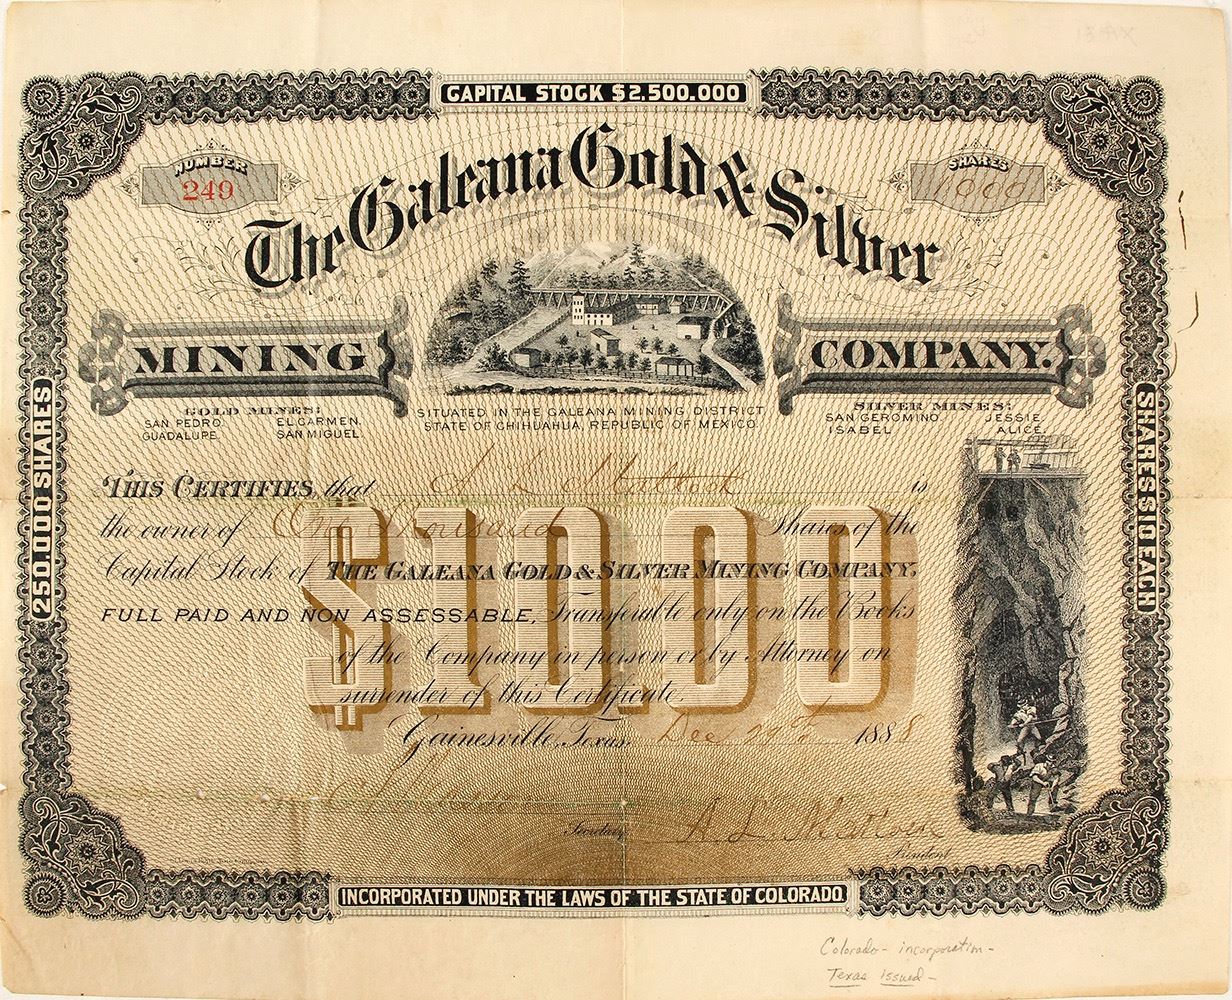 CAPITAL STOCK $2.500.000
NUMBER
249
SHARES
1000
The Galeana Gold & Silver
MINING COMPANY.
GOLD MINES:
SAN PEDRO. EL CARMEN.
GUADALUPE. SAN MIGUEL.
SITUATED IN THE GALEANA MINING DISTRICT
STATE OF CHIHUAHUA, REPUBLIC OF MEXICO
SILVER MINES:
SAN GERONIMO. JESSIE.
ISABEL. ALICE.
250.000 SHARES
SHARES $10 EACH
THIS CERTIFIES, that J L is
the owner of One Thousand Shares of the
Capital Stock of THE GALEANA GOLD & SILVER MINING COMPANY.
FULL PAID AND NON ASSESSABLE, Transferable only on the Books
of the Company in person or by Attorney on
surrender of this Certificate.
$10.00
Gainesville, Texas, Dec 1888
Secretary
A. L.
President
INCORPORATED UNDER THE LAWS OF THE STATE OF COLORADO.
Colorado - incorporation -
Texas issued -